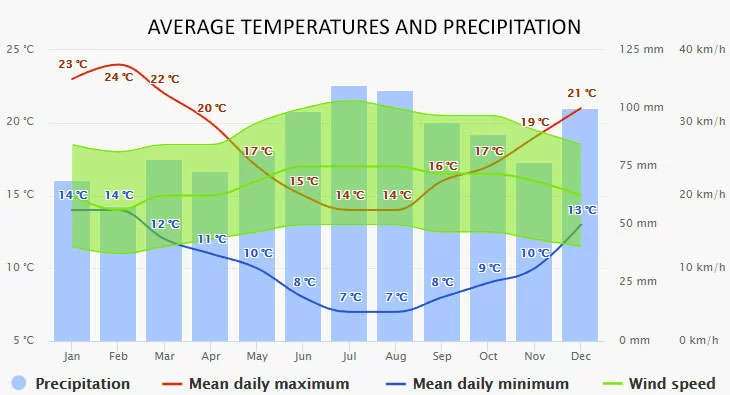 AVERAGE TEMPERATURES AND PRECIPITATION
25 °C 125 mm 40 km/h
23 °C 24 °C 22 °C 21 °C
20 °C 19 °C
20 °C 100 mm 30 km/h
17 °C 15 °C 14 °C 14 °C 16 °C 17 °C
75 mm
15 °C 20 km/h
14 °C 14 °C 12 °C 11 °C 10 °C 10 °C 13 °C
50 mm
10 °C 10 km/h
8 °C 7 °C 7 °C 8 °C 9 °C
25 mm
5 °C 0 mm 0 km/h
Jan Feb Mar Apr May Jun Jul Aug Sep Oct Nov Dec
Precipitation Mean daily maximum Mean daily minimum Wind speed